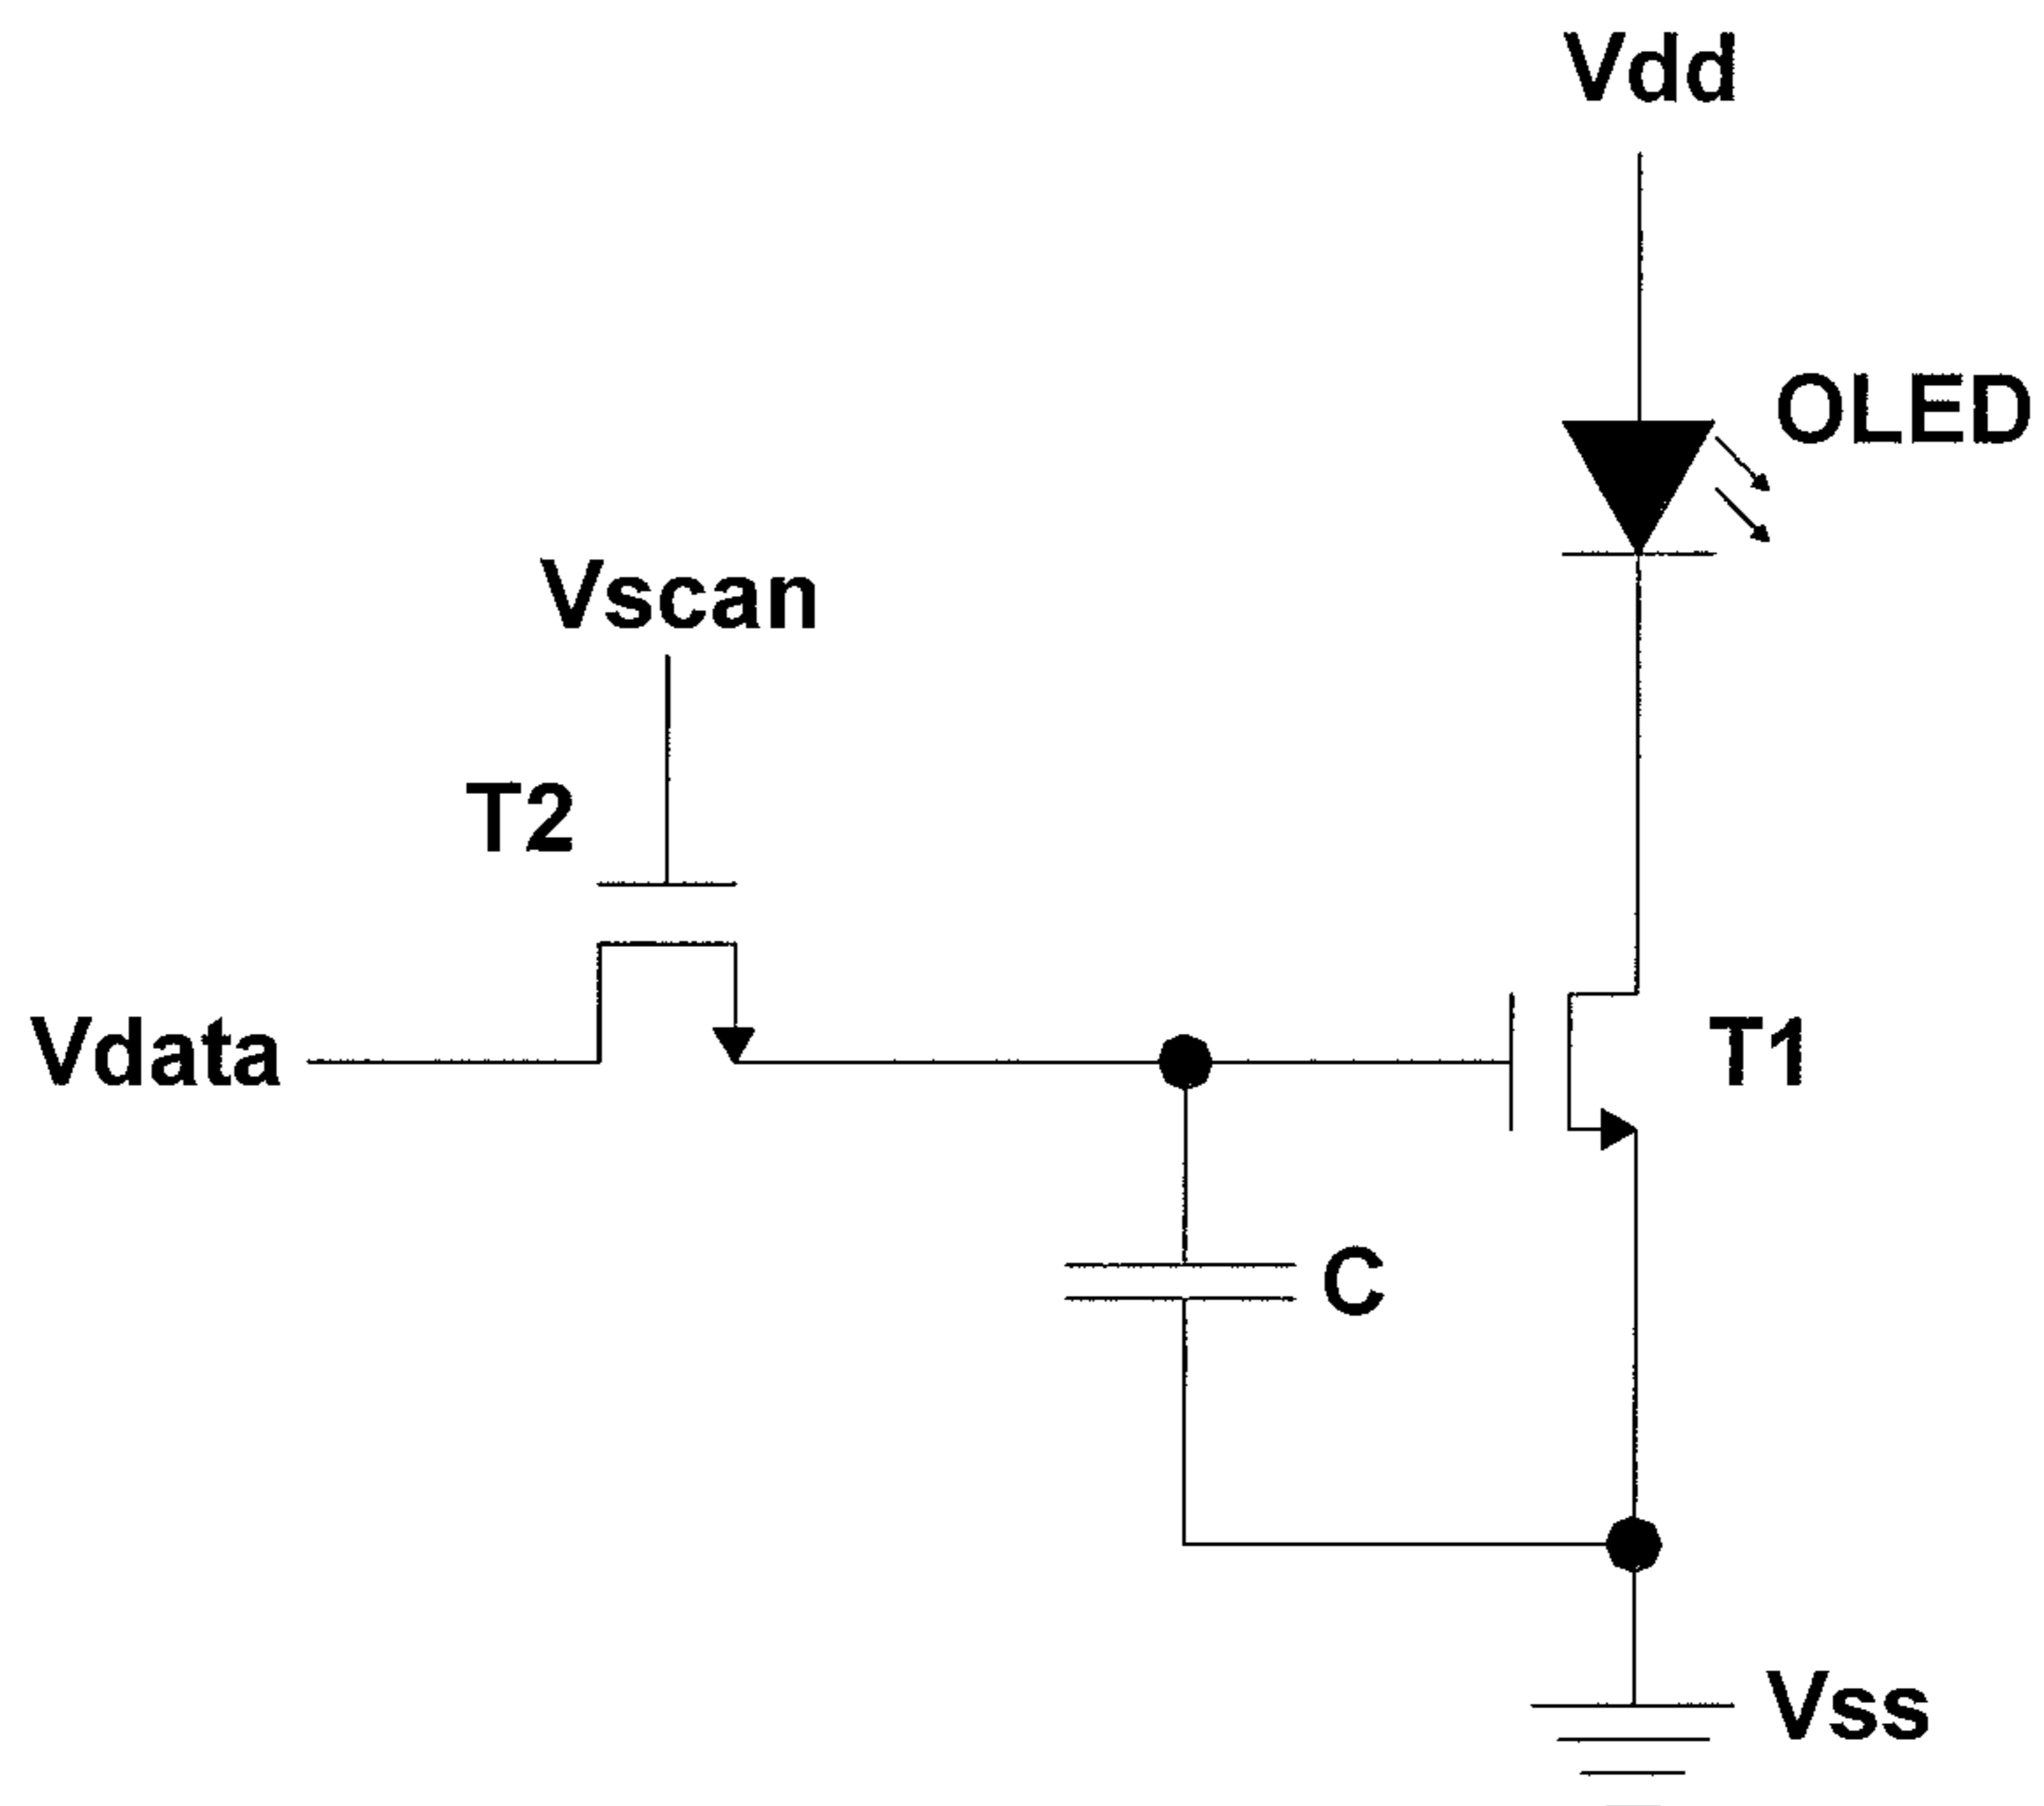 Vdd
OLED
Vscan
T2
Vdata
T1
C
Vss